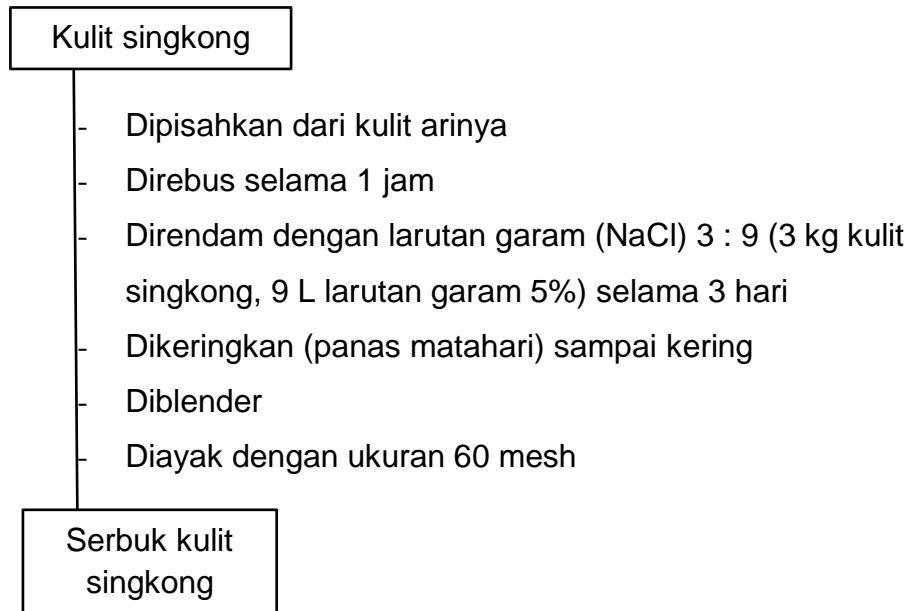 Kulit singkong
- Dipisahkan dari kulit arinya
- Direbus selama 1 jam
- Direndam dengan larutan garam (NaCl) 3 : 9 (3 kg kulit
singkong, 9 L larutan garam 5%) selama 3 hari
- Dikeringkan (panas matahari) sampai kering
- Diblender
- Diayak dengan ukuran 60 mesh
Serbuk kulit
singkong